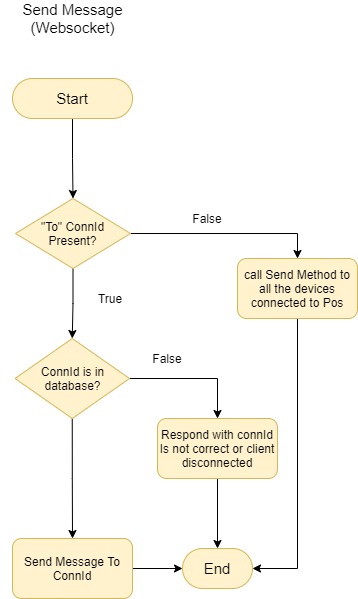 Send Message
(Websocket)
Start
"To" ConnId
Present?
False
call Send Method to
all the devices
connected to Pos
True
ConnId is in
database?
False
Respond with connId
Is not correct or client
disconnected
Send Message To
ConnId
End